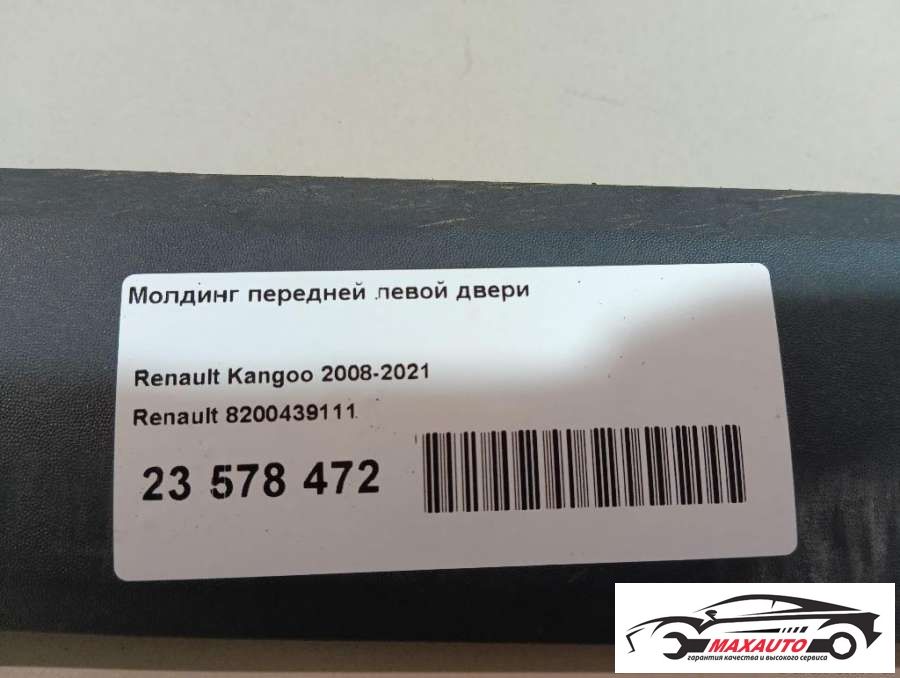 Молдинг передней левой двери
Renault Kangoo 2008-2021
Renault 8200439111
23 578 472
MAXAUTO
гарантия качества и высокого сервиса